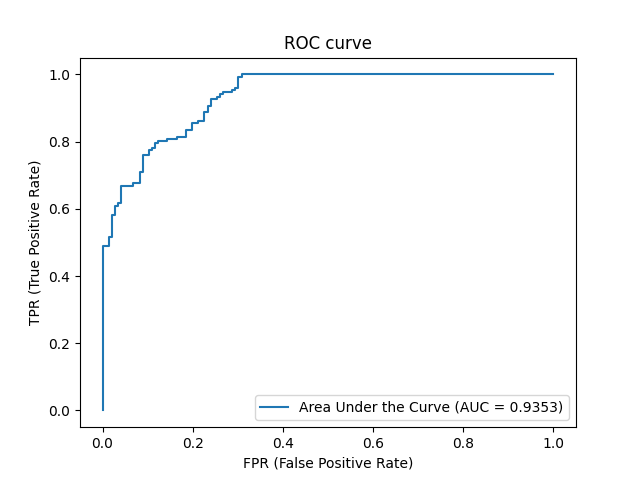 ROC curve
1.0
0.8
0.6
0.4
0.2
0.0
TPR (True Positive Rate)
Area Under the Curve (AUC = 0.9353)
0.0 0.2 0.4 0.6 0.8 1.0
FPR (False Positive Rate)